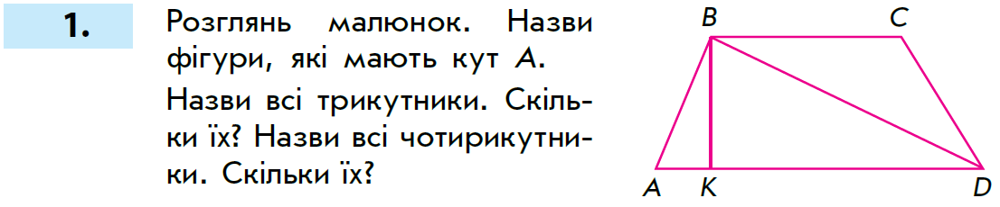 1.
Розглянь малюнок. Назви
фігури, які мають кут A.
Назви всі трикутники. Скіль-
ки їх? Назви всі чотирикутни-
ки. Скільки їх?
B C
A K D